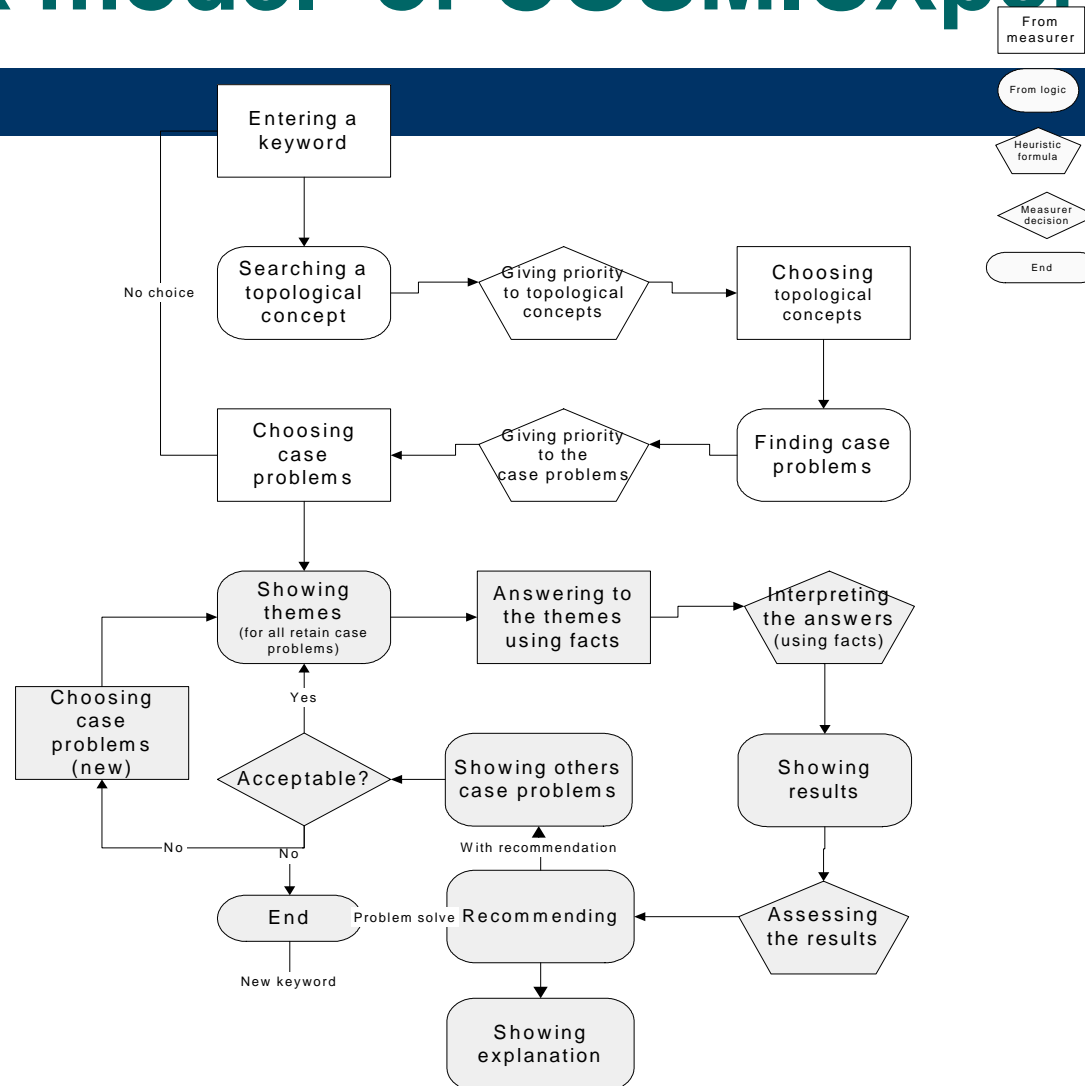 model of COSMICXper
From
measurer
From logic
Heuristic
formula
Measurer
decision
End
Entering a
keyword
No choice
Searching a
topological
concept
Giving priority
to topological
concepts
Choosing
topological
concepts
Choosing
case
problems
Giving priority
to the
case problems
Finding case
problems
Showing
themes
(for all retain case
problems)
Answering to
the themes
using facts
Interpreting
the answers
(using facts)
Choosing
case
problems
(new)
Yes
Acceptable?
Showing others
case problems
Showing
results
No
No
With recommendation
End
Problem solve
Recommending
Assessing
the results
New keyword
Showing
explanation